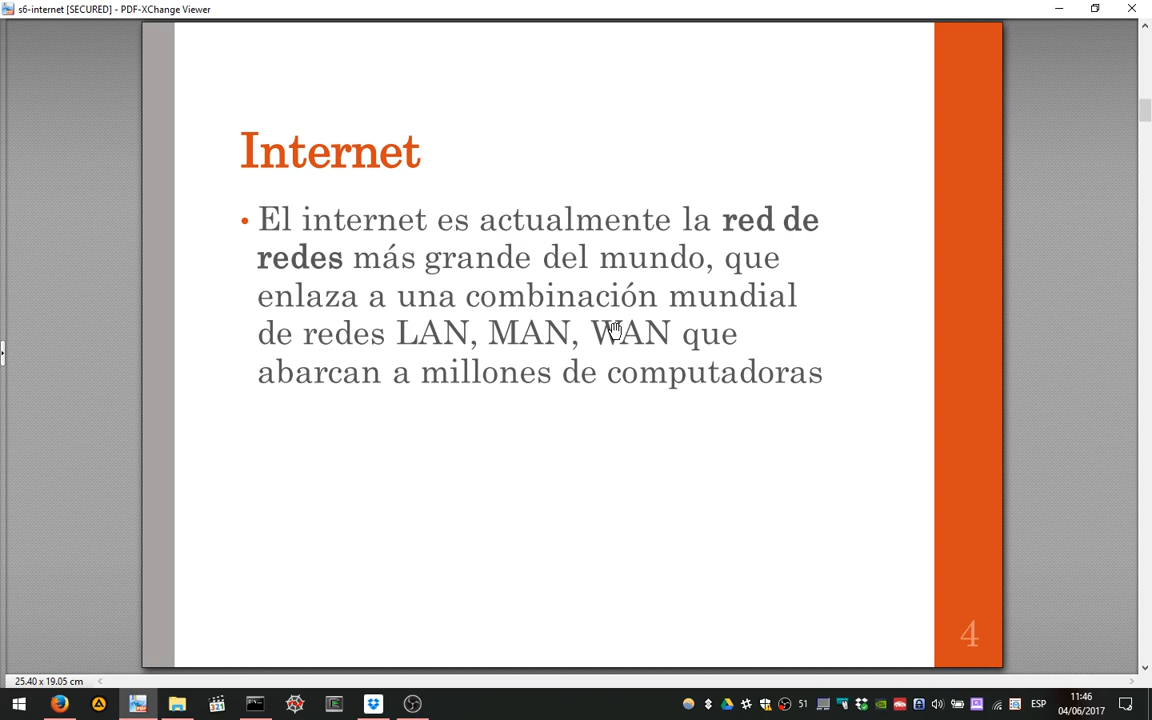 s6-internet [SECURED] - PDF-XChange Viewer
Internet
• El internet es actualmente la red de
redes más grande del mundo, que
enlaza a una combinación mundial
de redes LAN, MAN, WAN que
abarcan a millones de computadoras
4
25.40 x 19.05 cm
51
ESP
11:46
04/06/2017